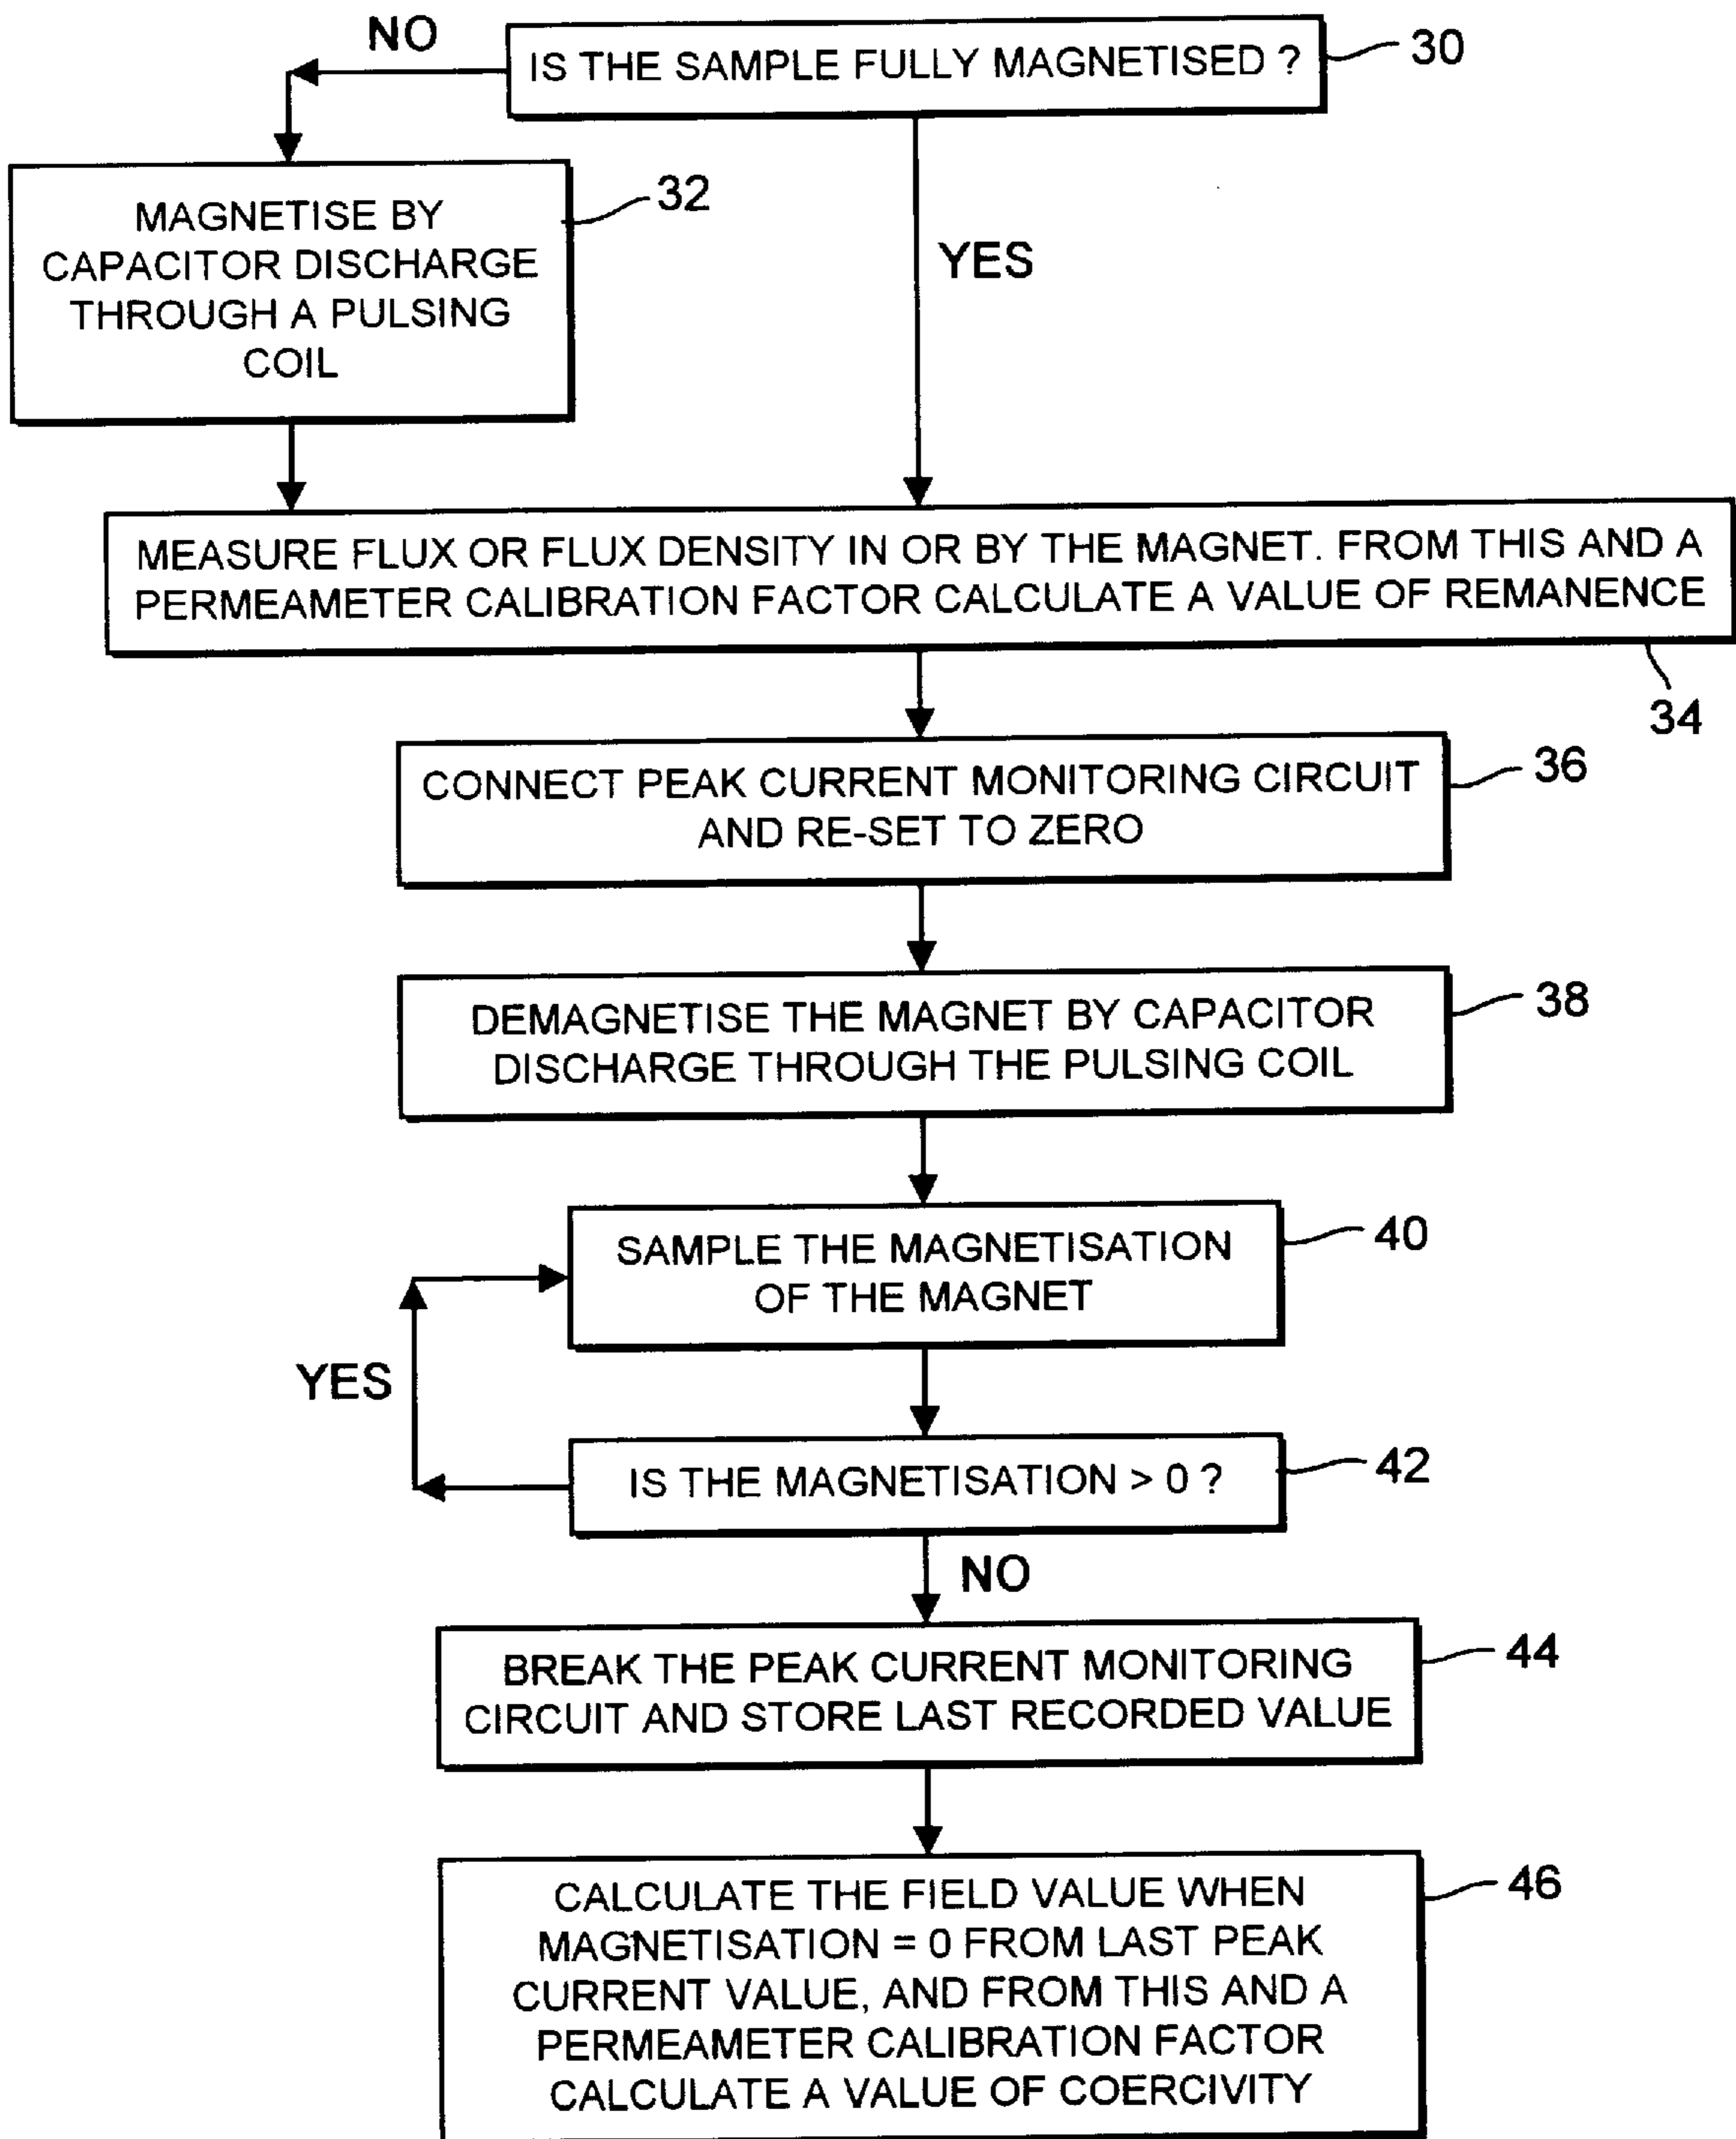 NO
IS THE SAMPLE FULLY MAGNETISED ?
30
MAGNETISE BY
CAPACITOR DISCHARGE
THROUGH A PULSING
COIL
32
YES
MEASURE FLUX OR FLUX DENSITY IN OR BY THE MAGNET. FROM THIS AND A
PERMEAMETER CALIBRATION FACTOR CALCULATE A VALUE OF REMANENCE
34
CONNECT PEAK CURRENT MONITORING CIRCUIT
AND RE-SET TO ZERO
36
DEMAGNETISE THE MAGNET BY CAPACITOR
DISCHARGE THROUGH THE PULSING COIL
38
SAMPLE THE MAGNETISATION
OF THE MAGNET
40
YES
IS THE MAGNETISATION > 0 ?
42
NO
BREAK THE PEAK CURRENT MONITORING
CIRCUIT AND STORE LAST RECORDED VALUE
44
CALCULATE THE FIELD VALUE WHEN
MAGNETISATION = 0 FROM LAST PEAK
CURRENT VALUE, AND FROM THIS AND A
PERMEAMETER CALIBRATION FACTOR
CALCULATE A VALUE OF COERCIVITY
46